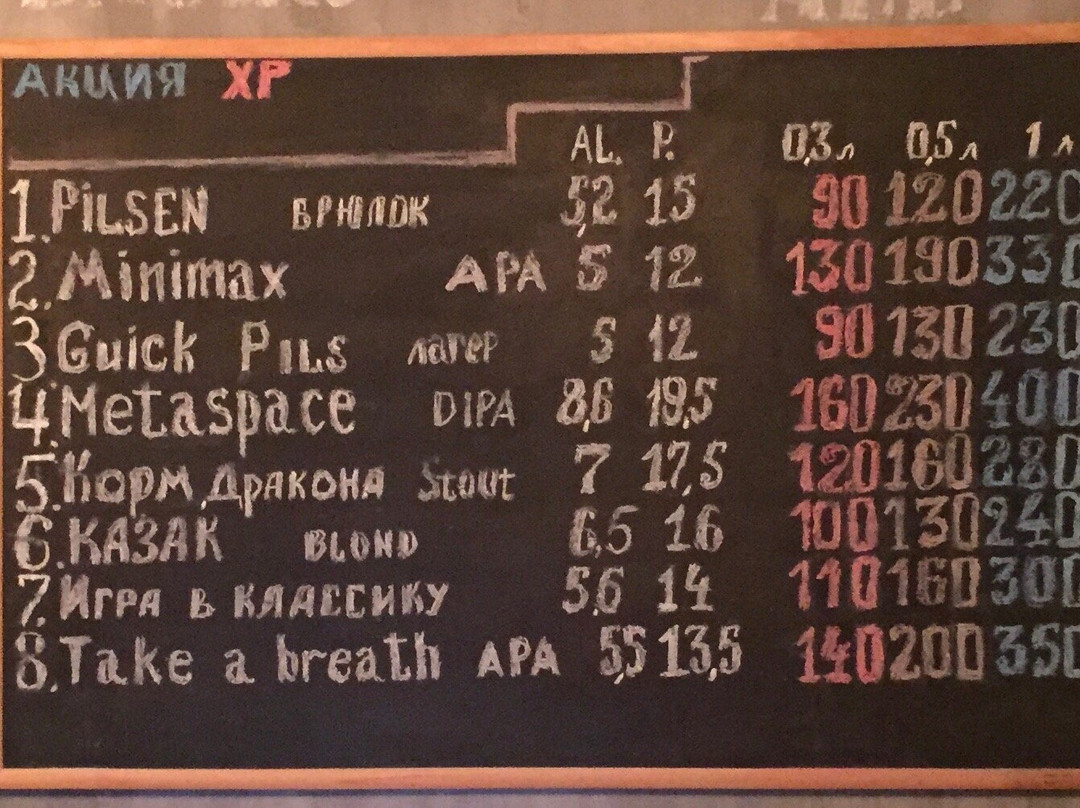 АКЦИЯ ХР
AL. P. 0,3 л 0,5 л 1 л
1. PiLSEN БРЮЛОК 5,2 15 90 120 220
2. Minimax APA 5 12 130 190 330
3 Guick PiLs лагер 5 12 90 130 230
4. Metaspace DIPA 8,6 19,5 160 230 400
5. Корм Дракона Stout 7 17,5 120 160 280
6. КАЗАК BLOND 6,5 16 100 130 240
7. Игра в классику 5,6 14 110 160 300
8. Take a breath APA 5,5 13,5 140 200 350